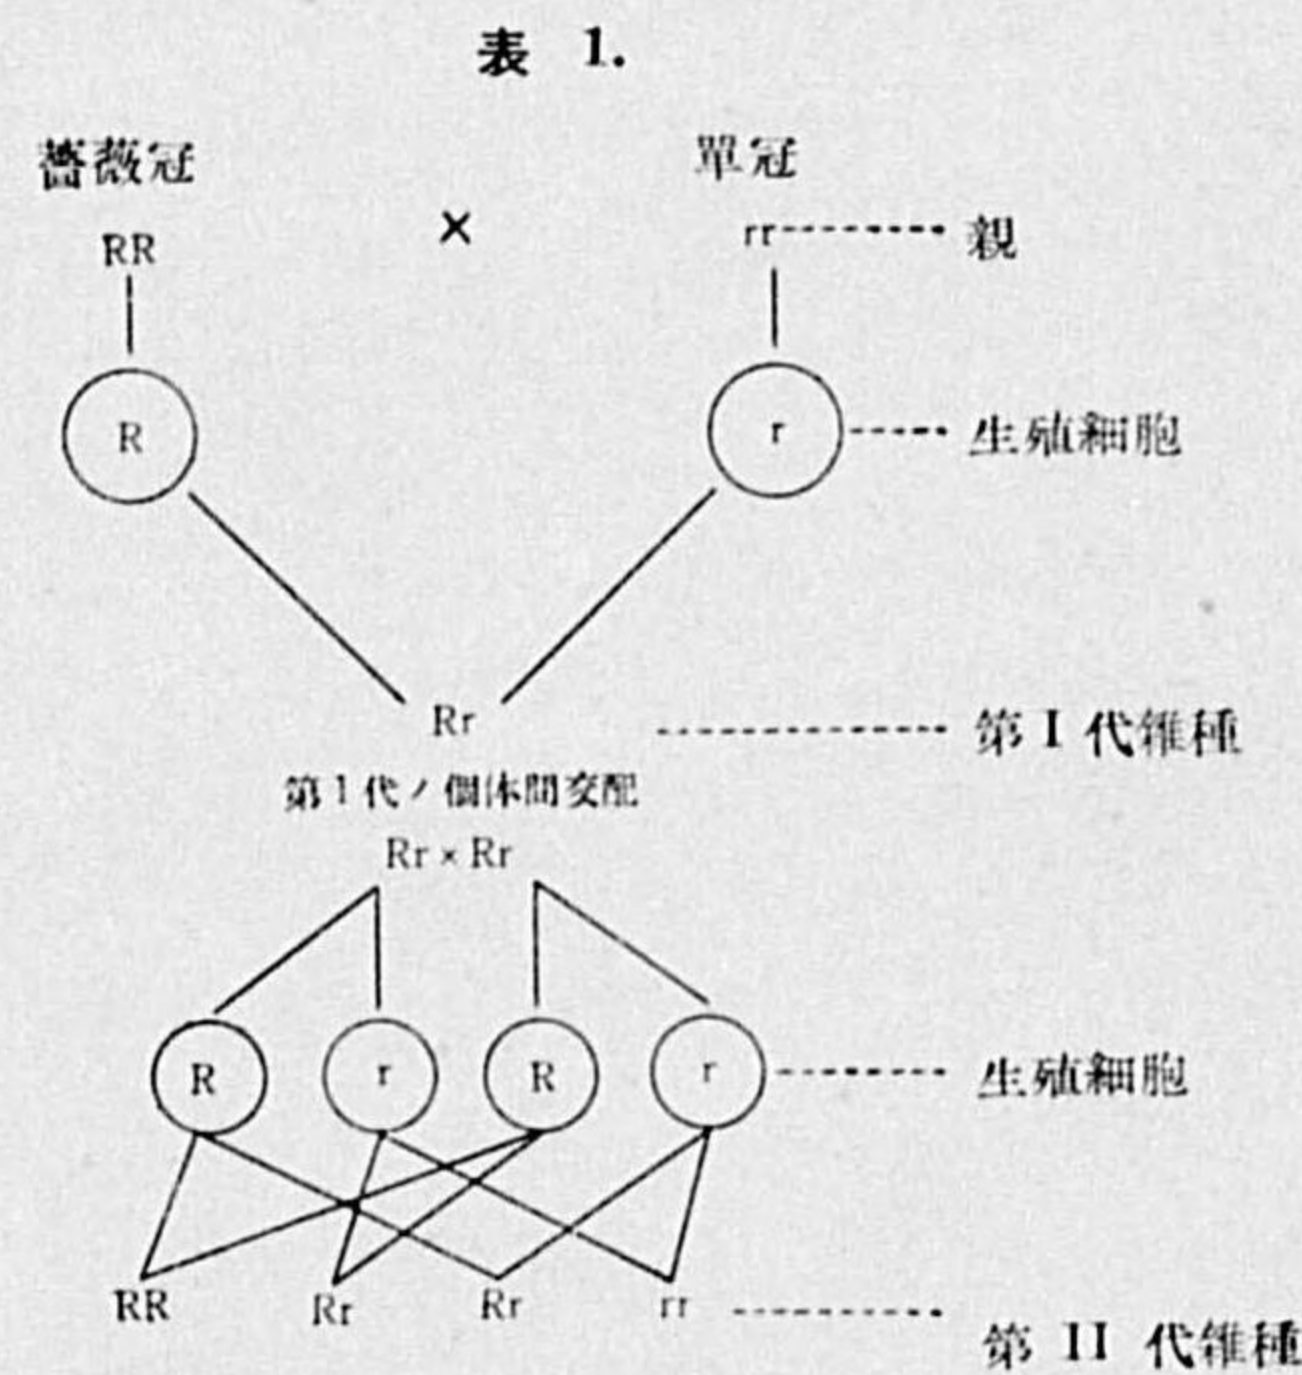 表 1.
薔薇冠 單冠
RR × rr 親
R r 生殖細胞
Rr 第 I 代雑種
第1代ノ個体間交配
Rr × Rr
R r R r 生殖細胞
RR Rr Rr rr 第 II 代雑種